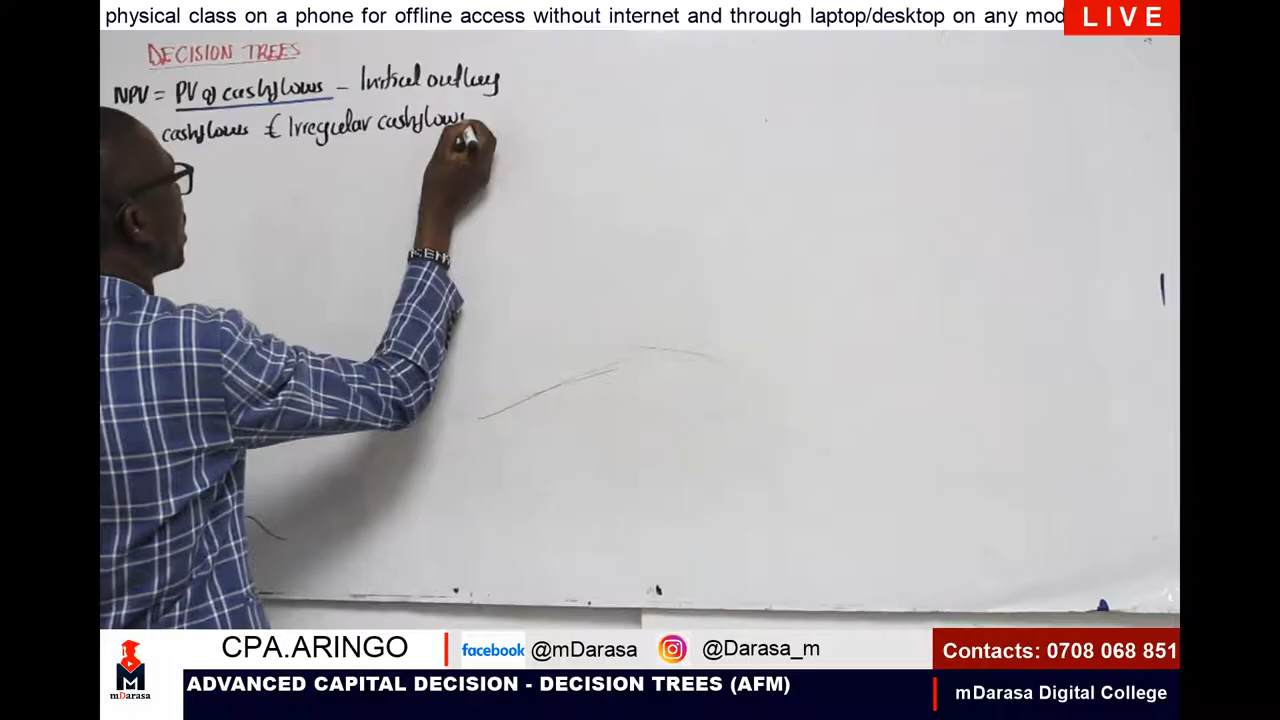 physical class on a phone for offline access without internet and through laptop/desktop on any mod
LIVE
DECISION TREES
NPV = PV of cashflows - Initial outlay
cashflows & Irregular cashflows
KEN
CPA.ARINGO
facebook @mDarasa
@Darasa_m
Contacts: 0708 068 851
mDarasa
ADVANCED CAPITAL DECISION - DECISION TREES (AFM)
mDarasa Digital College